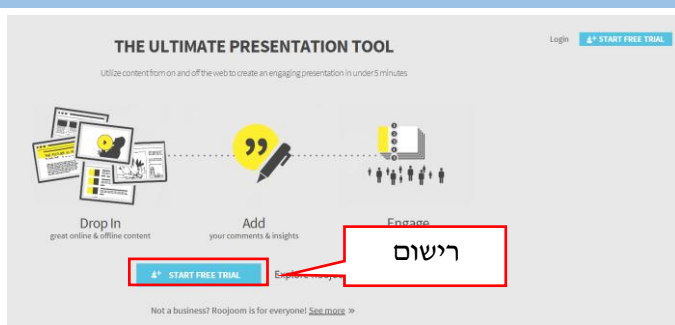 THE ULTIMATE PRESENTATION TOOL
Login
START FREE TRIAL
Utilize content from on and off the web to create an engaging presentation in under 5 minutes
Drop In
great online & offline content
Add
your comments & insights
Engage
רישום
START FREE TRIAL
Not a business? Roojoom is for everyone! See more »